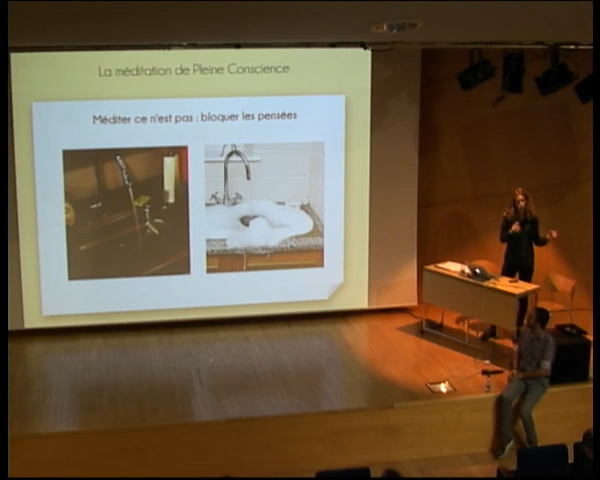 La méditation de Pleine Conscience
Méditer ce n'est pas : bloquer les pensées